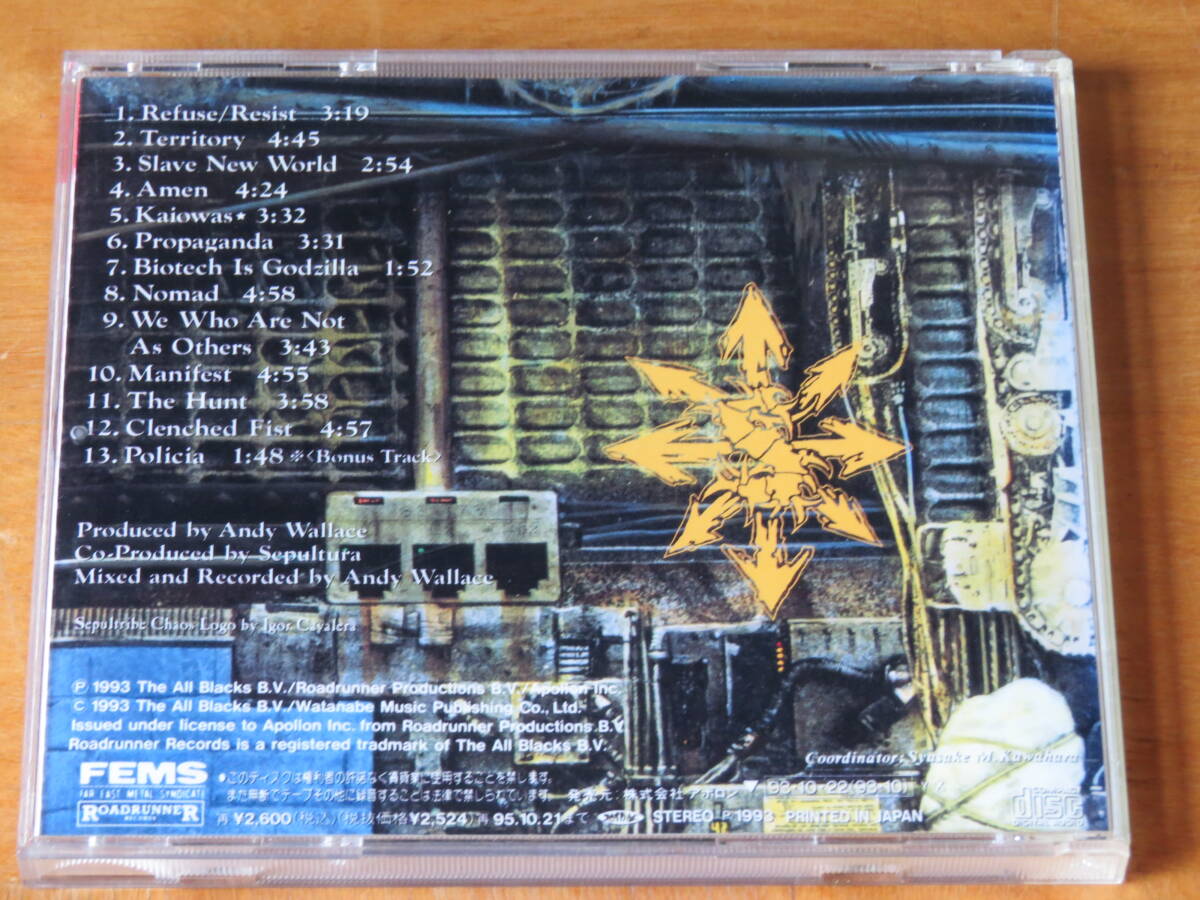 1. Refuse/Resist 3:19
2. Territory 4:45
3. Slave New World 2:54
4. Amen 4:24
5. Kaiowas★ 3:32
6. Propaganda 3:31
7. Biotech Is Godzilla 1:52
8. Nomad 4:58
9. We Who Are Not
As Others 3:43
10. Manifest 4:55
11. The Hunt 3:58
12. Clenched Fist 4:57
13. Policia 1:48 ※<Bonus Track>
Produced by Andy Wallace
Co-Produced by Sepultura
Mixed and Recorded by Andy Wallace
Sepultribe Chaos Logo by Igor Cavalera
Ⓟ 1993 The All Blacks B.V./Roadrunner Productions B.V./Apollon Inc.
© 1993 The All Blacks B.V./Watanabe Music Publishing Co., Ltd.
Issued under license to Apollon Inc. from Roadrunner Productions B.V.
Roadrunner Records is a registered trademark of The All Blacks B.V.
Coordinator: Syusuke M. Kawahara
FEMS
FAR EAST METAL SYNDICATE
ROADRUNNER
RECORDS
●このディスクは権利者の許諾なく賃貸業に使用することを禁します。
また無断でテープその他に録音することは法律で禁じられています。 発売元:株式会社アポロン ▼ 93·10·22(93·10)
再¥2,600(税込)(税抜価格¥2,524)再95.10.21まで STEREO Ⓟ1993 PRINTED IN JAPAN
disc